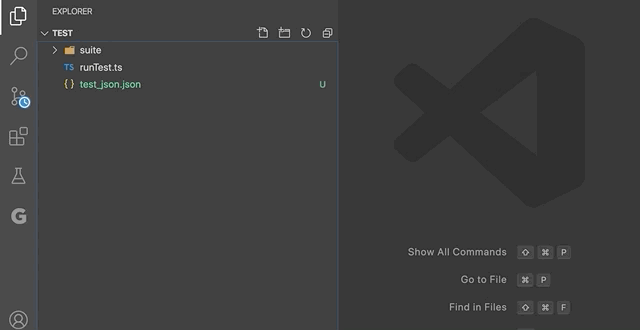 EXPLORER
TEST
suite
TS runTest.ts
{ } test_json.json U
G
Show All Commands ⇧ ⌘ P
Go to File ⌘ P
Find in Files ⇧ ⌘ F